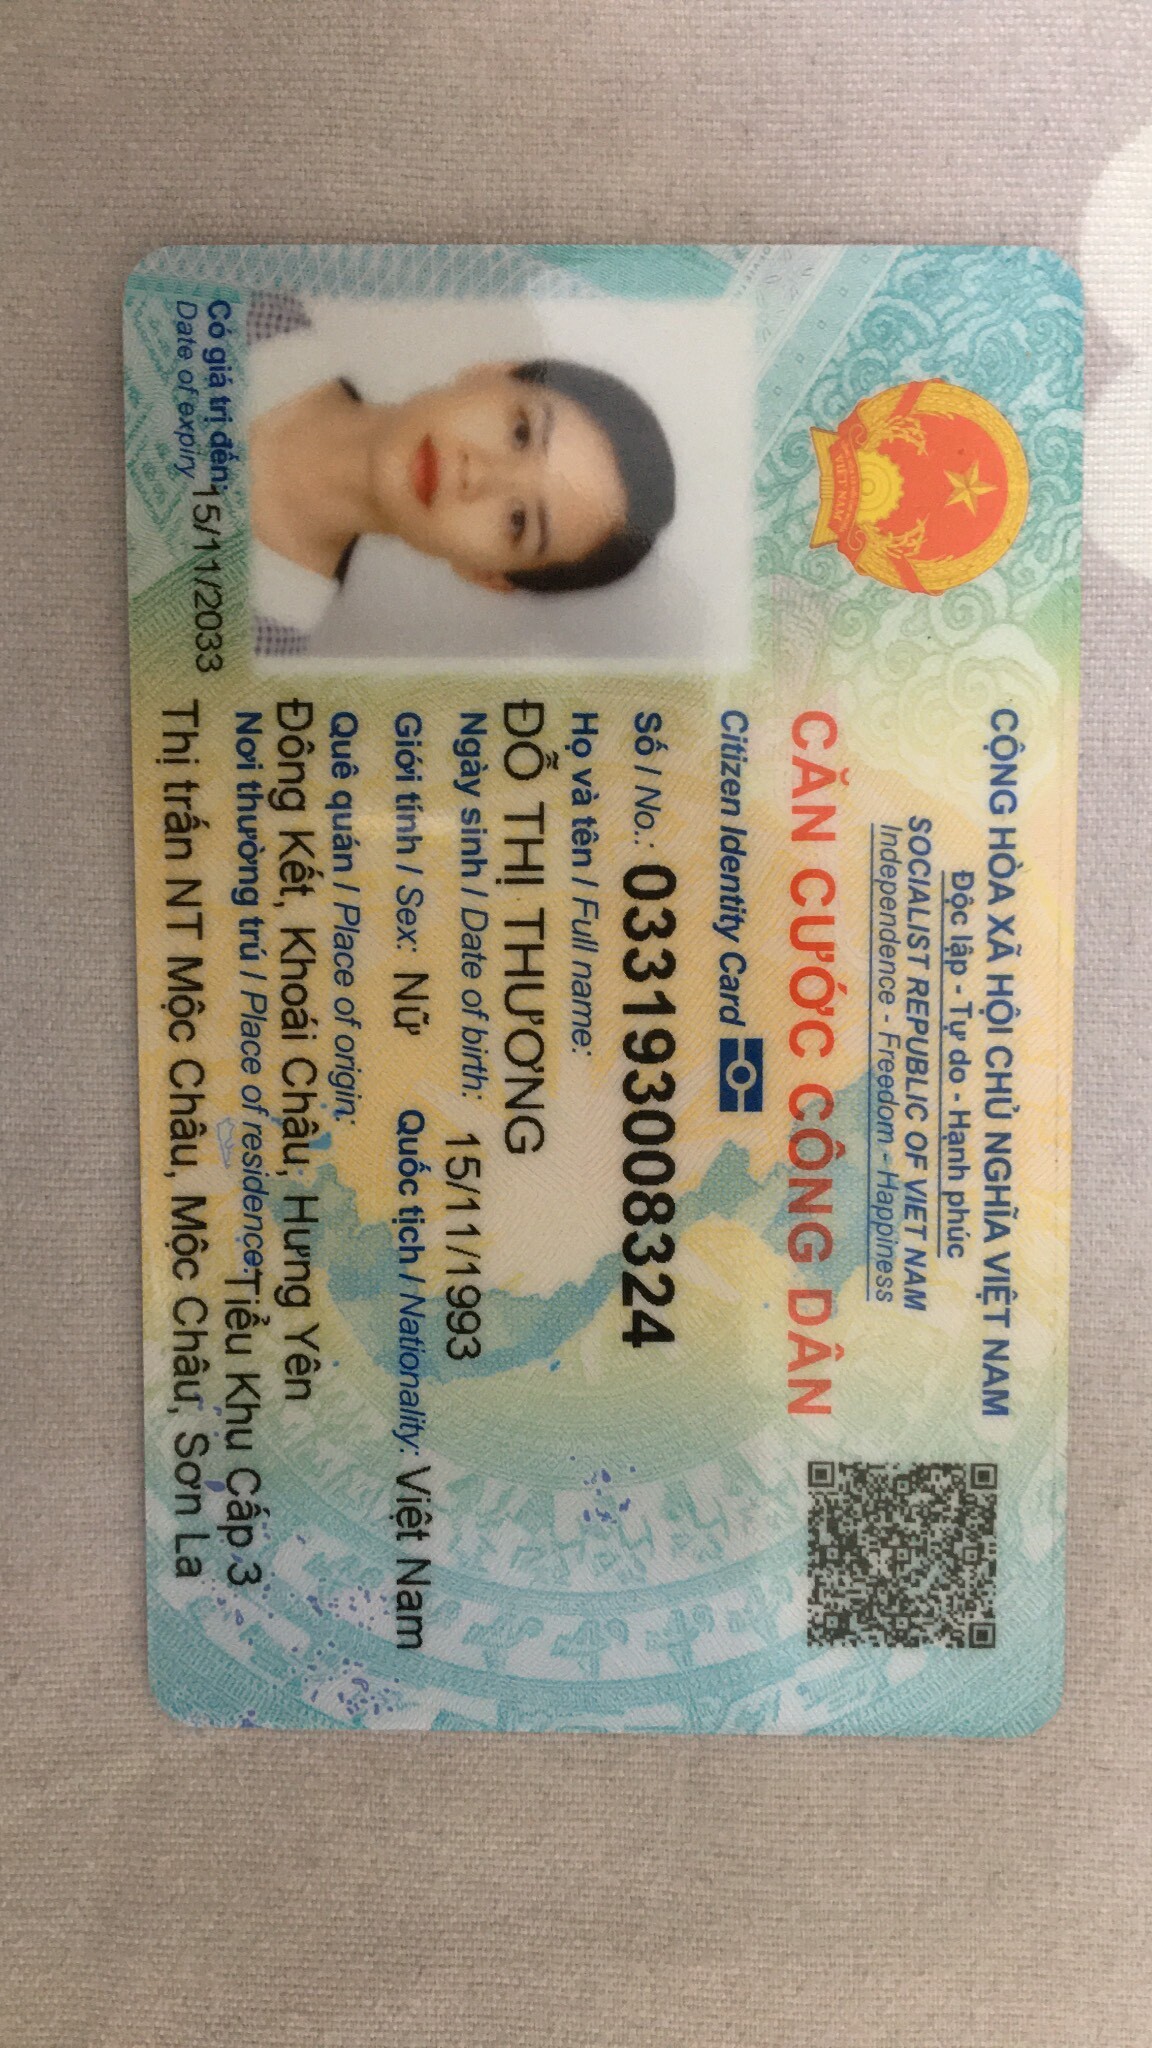 CỘNG HÒA XÃ HỘI CHỦ NGHĨA VIỆT NAM
Độc lập - Tự do - Hạnh phúc
SOCIALIST REPUBLIC OF VIET NAM
Independence - Freedom - Happiness
CĂN CƯỚC CÔNG DÂN
Citizen Identity Card
Số / No.: 033193008324
Họ và tên / Full name:
ĐỖ THỊ THƯƠNG
Ngày sinh / Date of birth: 15/11/1993
Giới tính / Sex: Nữ Quốc tịch / Nationality: Việt Nam
Quê quán / Place of origin:
Đông Kết, Khoái Châu, Hưng Yên
Nơi thường trú / Place of residence: Tiểu Khu Cấp 3
Thị trấn NT Mộc Châu, Mộc Châu, Sơn La
Có giá trị đến: 15/11/2033
Date of expiry
VIỆT NAM